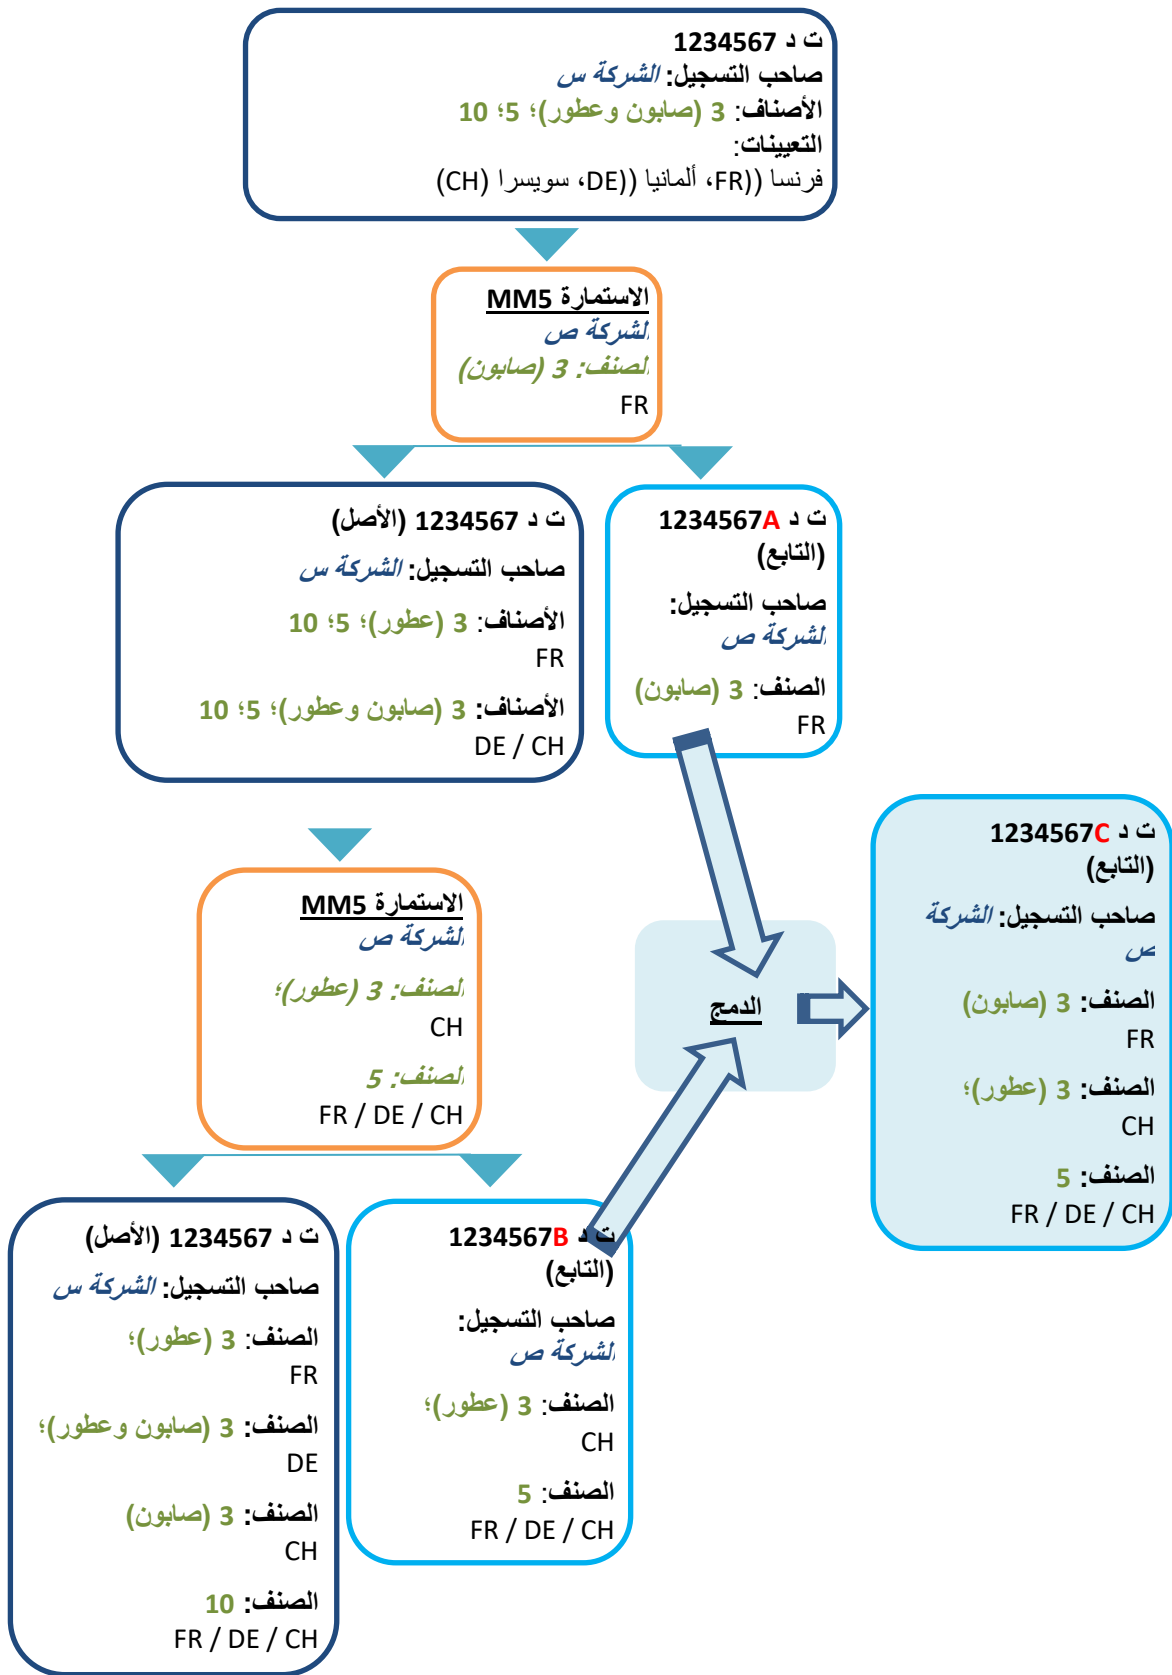 ت د 1234567
صاحب التسجيل: الشركة س
الأصناف: 3 (صابون وعطور)؛ 5؛ 10
التعيينات:
فرنسا ((FR، ألمانيا ((DE، سويسرا (CH)
الاستمارة MM5
الشركة ص
الصنف: 3 (صابون)
FR
ت د 1234567 (الأصل)
صاحب التسجيل: الشركة س
الأصناف: 3 (عطور)؛ 5؛ 10
FR
الأصناف: 3 (صابون وعطور)؛ 5؛ 10
DE / CH
ت د 1234567A
(التابع)
صاحب التسجيل:
الشركة ص
الصنف: 3 (صابون)
FR
الاستمارة MM5
الشركة ص
الصنف: 3 (عطور)؛
CH
الصنف: 5
FR / DE / CH
الدمج
ت د 1234567C
(التابع)
صاحب التسجيل: الشركة
ص
الصنف: 3 (صابون)
FR
الصنف: 3 (عطور)؛
CH
الصنف: 5
FR / DE / CH
ت د 1234567B
(التابع)
صاحب التسجيل:
الشركة ص
الصنف: 3 (عطور)؛
CH
الصنف: 5
FR / DE / CH
ت د 1234567 (الأصل)
صاحب التسجيل: الشركة س
الصنف: 3 (عطور)؛
FR
الصنف: 3 (صابون وعطور)؛
DE
الصنف: 3 (صابون)
CH
الصنف: 10
FR / DE / CH